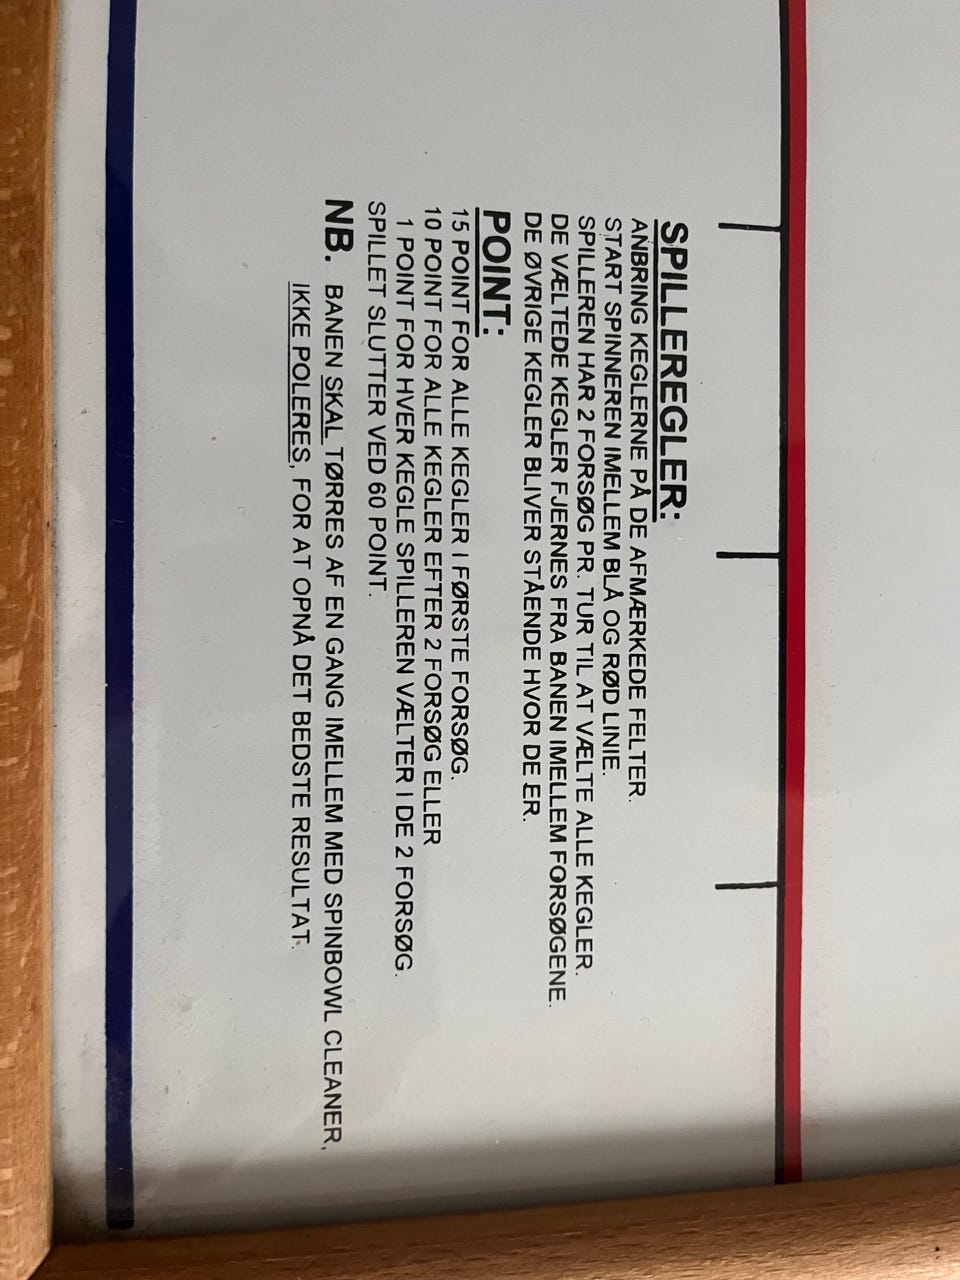 SPILLEREGLER:
ANBRING KEGLERNE PÅ DE AFMÆRKEDE FELTER.
START SPINNEREN IMELLEM BLÅ OG RØD LINIE.
SPILLEREN HAR 2 FORSØG PR. TUR TIL AT VÆLTE ALLE KEGLER.
DE VÆLTEDE KEGLER FJERNES FRA BANEN IMELLEM FORSØGENE.
DE ØVRIGE KEGLER BLIVER STÅENDE HVOR DE ER.
POINT:
15 POINT FOR ALLE KEGLER I FØRSTE FORSØG.
10 POINT FOR ALLE KEGLER EFTER 2 FORSØG ELLER
1 POINT FOR HVER KEGLE SPILLEREN VÆLTER I DE 2 FORSØG.
SPILLET SLUTTER VED 60 POINT.
NB. BANEN SKAL TØRRES AF EN GANG IMELLEM MED SPINBOWL CLEANER,
IKKE POLERES, FOR AT OPNÅ DET BEDSTE RESULTAT.